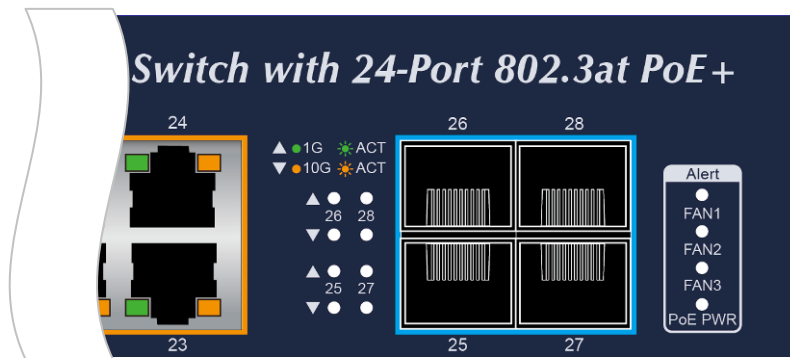 Switch with 24-Port 802.3at PoE+
24
26
28
▲ 1G ACT
▼ 10G ACT
Alert
FAN1
FAN2
FAN3
PoE PWR
▲
26 28
▼
▲
25 27
▼
23
25
27